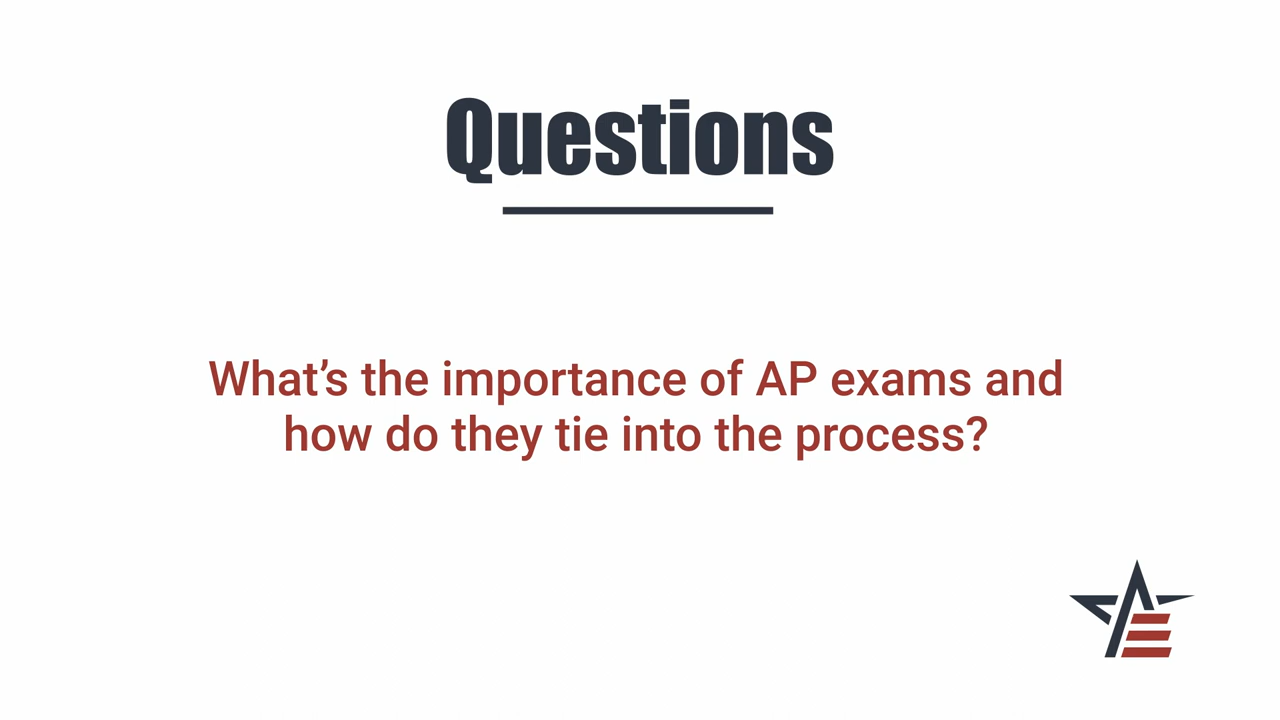 Questions
What’s the importance of AP exams and
how do they tie into the process?